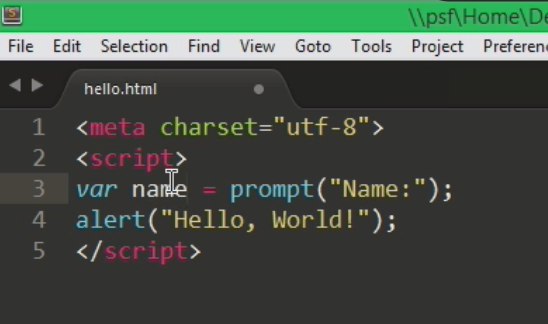 \\psf\Home\De
File Edit Selection Find View Goto Tools Project Preferenc
hello.html
1 <meta charset="utf-8">
2 <script>
3 var name = prompt("Name:");
4 alert("Hello, World!");
5 </script>